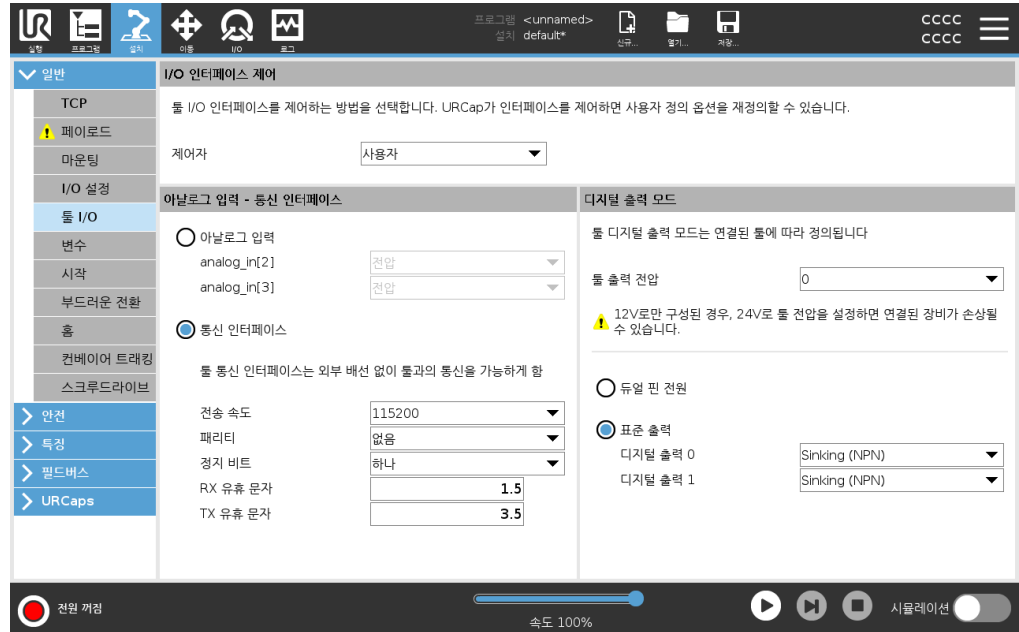 프로그램 <unnamed>
설치 default*
실행 프로그램 설치 이동 I/O 로그 신규... 열기... 저장...
CCCC
CCCC
일반
TCP
페이로드
마운팅
I/O 설정
툴 I/O
변수
시작
부드러운 전환
홈
컨베이어 트래킹
스크루드라이브
안전
특징
필드버스
URCaps
I/O 인터페이스 제어
툴 I/O 인터페이스를 제어하는 방법을 선택합니다. URCap가 인터페이스를 제어하면 사용자 정의 옵션을 재정의할 수 있습니다.
제어자 사용자
아날로그 입력 - 통신 인터페이스
아날로그 입력
analog_in[2] 전압
analog_in[3] 전압
통신 인터페이스
툴 통신 인터페이스는 외부 배선 없이 툴과의 통신을 가능하게 함
전송 속도 115200
패리티 없음
정지 비트 하나
RX 유휴 문자 1.5
TX 유휴 문자 3.5
디지털 출력 모드
툴 디지털 출력 모드는 연결된 툴에 따라 정의됩니다
툴 출력 전압 0
12V로만 구성된 경우, 24V로 툴 전압을 설정하면 연결된 장비가 손상될
수 있습니다.
듀얼 핀 전원
표준 출력
디지털 출력 0 Sinking (NPN)
디지털 출력 1 Sinking (NPN)
전원 꺼짐
속도 100%
시뮬레이션